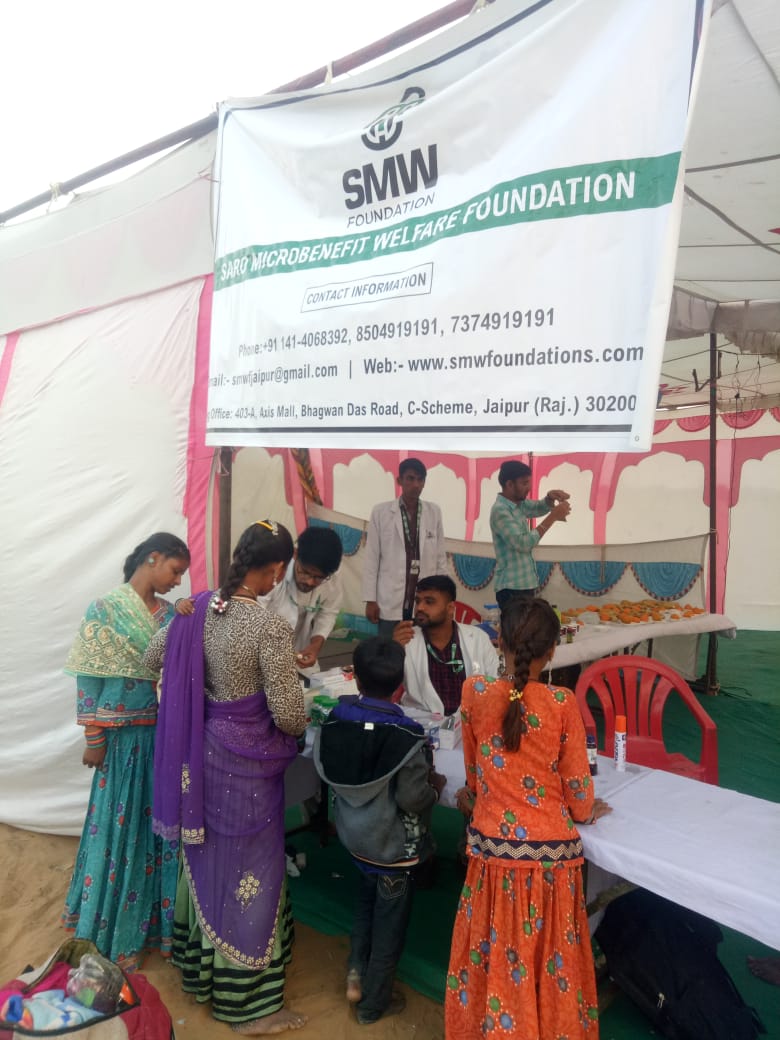 SMW
FOUNDATION
SARO MICROBENEFIT WELFARE FOUNDATION
CONTACT INFORMATION
Phone:+91 141-4068392, 8504919191, 7374919191
smwfjaipur@gmail.com | Web:- www.smwfoundations.com
Office: 403-A, Axis Mall, Bhagwan Das Road, C-Scheme, Jaipur (Raj.) 30200